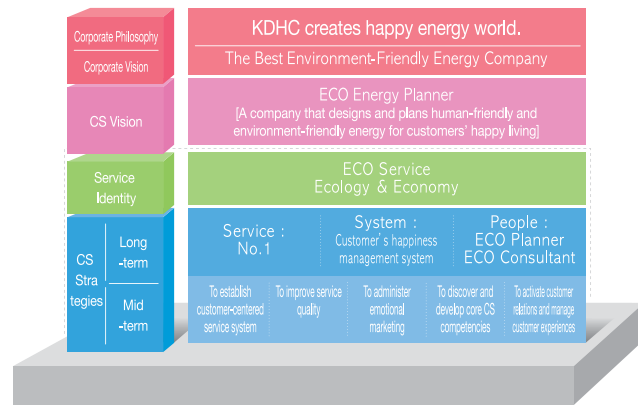 Corporate Philosophy
Corporate Vision
KDHC creates happy energy world.
The Best Environment-Friendly Energy Company
CS Vision
ECO Energy Planner
[A company that designs and plans human-friendly and
environment-friendly energy for customers' happy living]
Service
Identity
ECO Service
Ecology & Economy
CS
Stra
tegies
Long
-term
Service :
No.1
System :
Customer's happiness
management system
People :
ECO Planner
ECO Consultant
Mid
-term
To establish
customer-centered
service system
To improve service
quality
To administer
emotional
marketing
To discover and
develop core CS
competencies
To activate customer
relations and manage
customer experiences